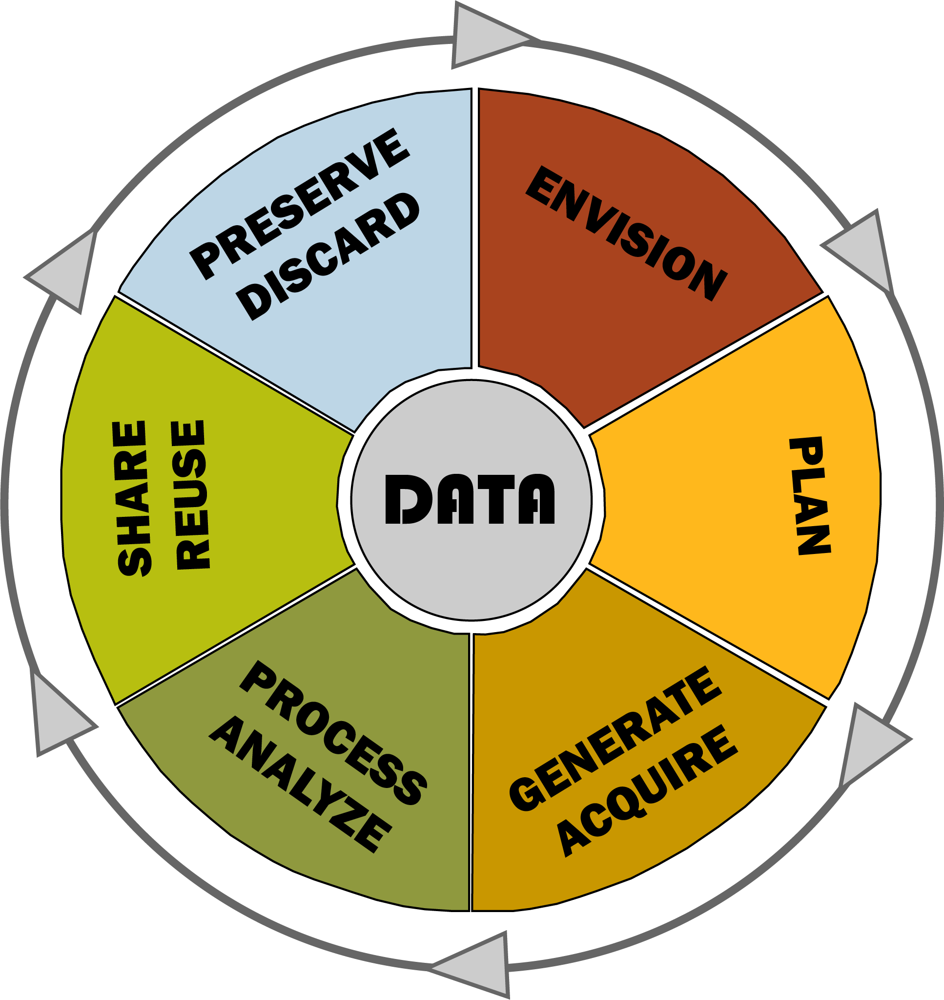 ENVISION
PLAN
GENERATE
ACQUIRE
PROCESS
ANALYZE
SHARE
REUSE
PRESERVE
DISCARD
DATA